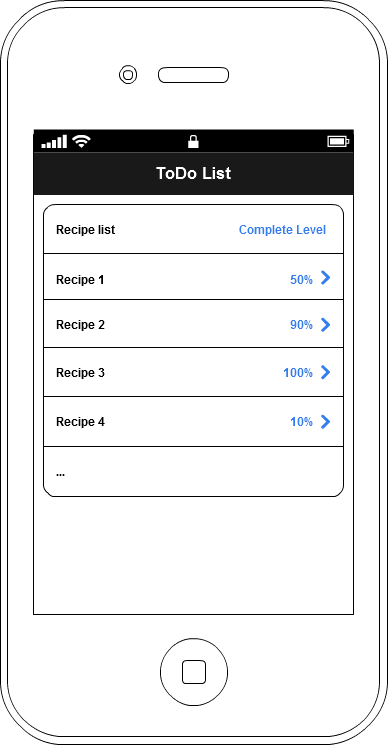 ToDo List
Recipe list Complete Level
Recipe 1 50%
Recipe 2 90%
Recipe 3 100%
Recipe 4 10%
...